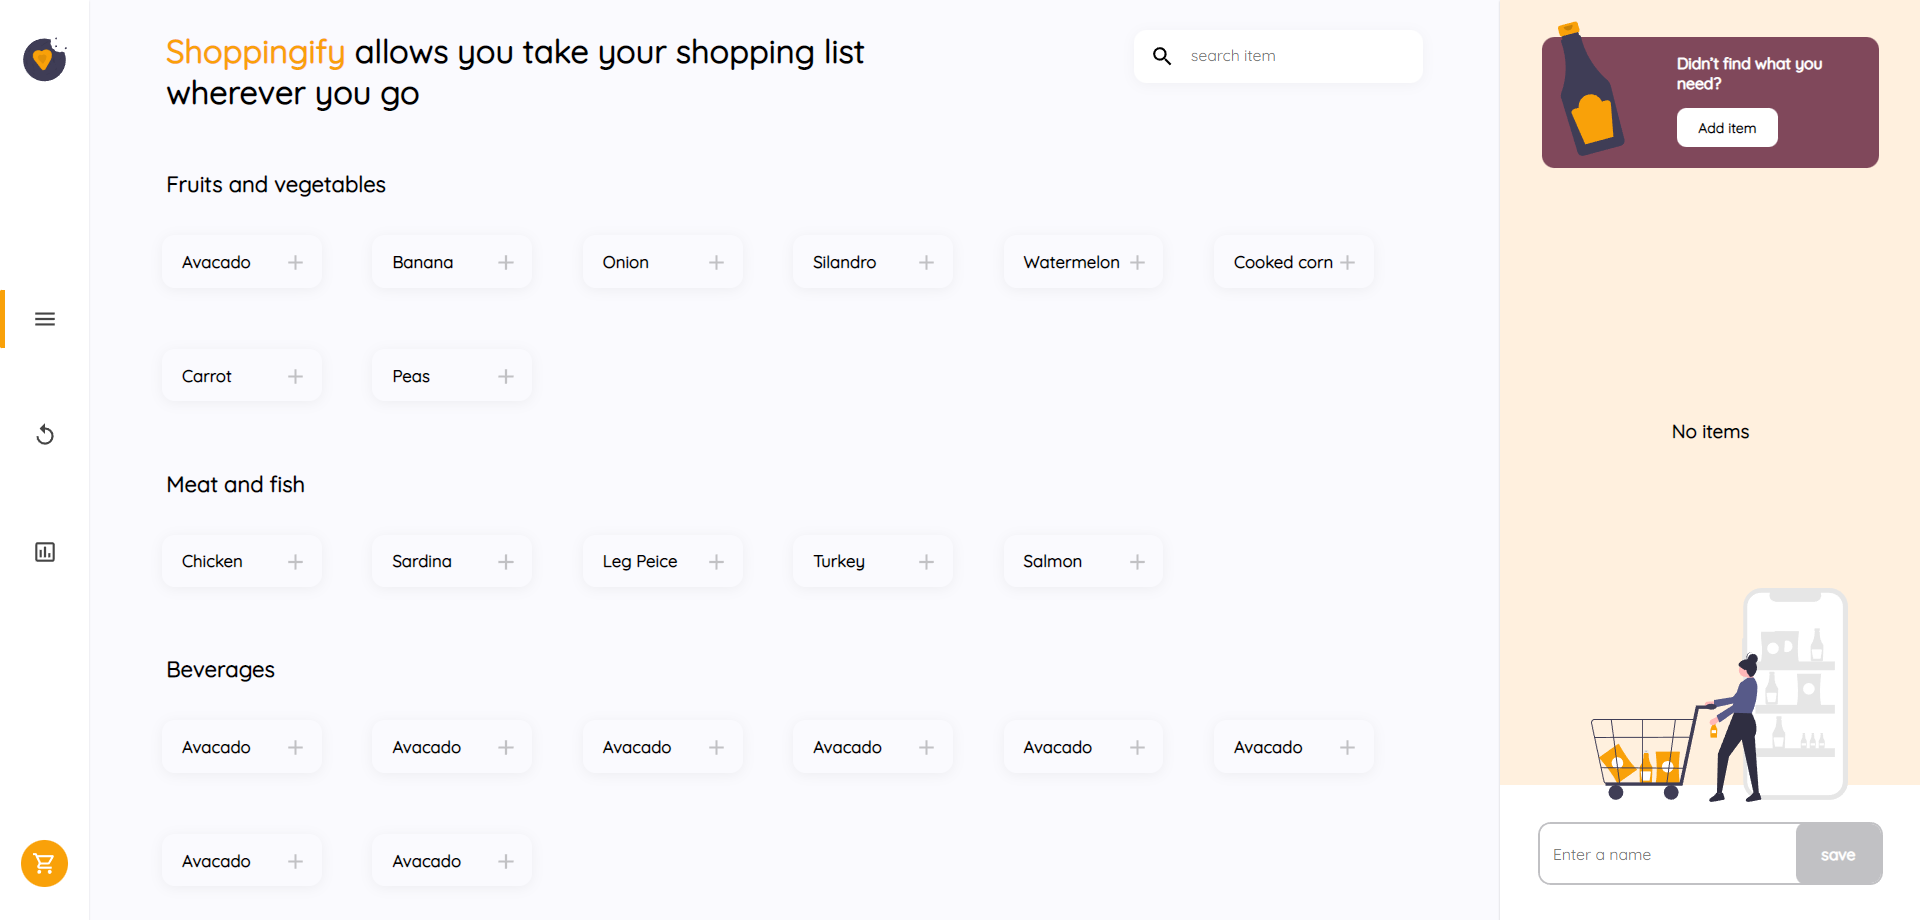 Shoppingify allows you take your shopping list
wherever you go
search item
Fruits and vegetables
Avacado
Banana
Onion
Silandro
Watermelon
Cooked corn
Carrot
Peas
Meat and fish
Chicken
Sardina
Leg Peice
Turkey
Salmon
Beverages
Avacado
Avacado
Avacado
Avacado
Avacado
Avacado
Avacado
Avacado
Didn't find what you
need?
Add item
No items
Enter a name
save